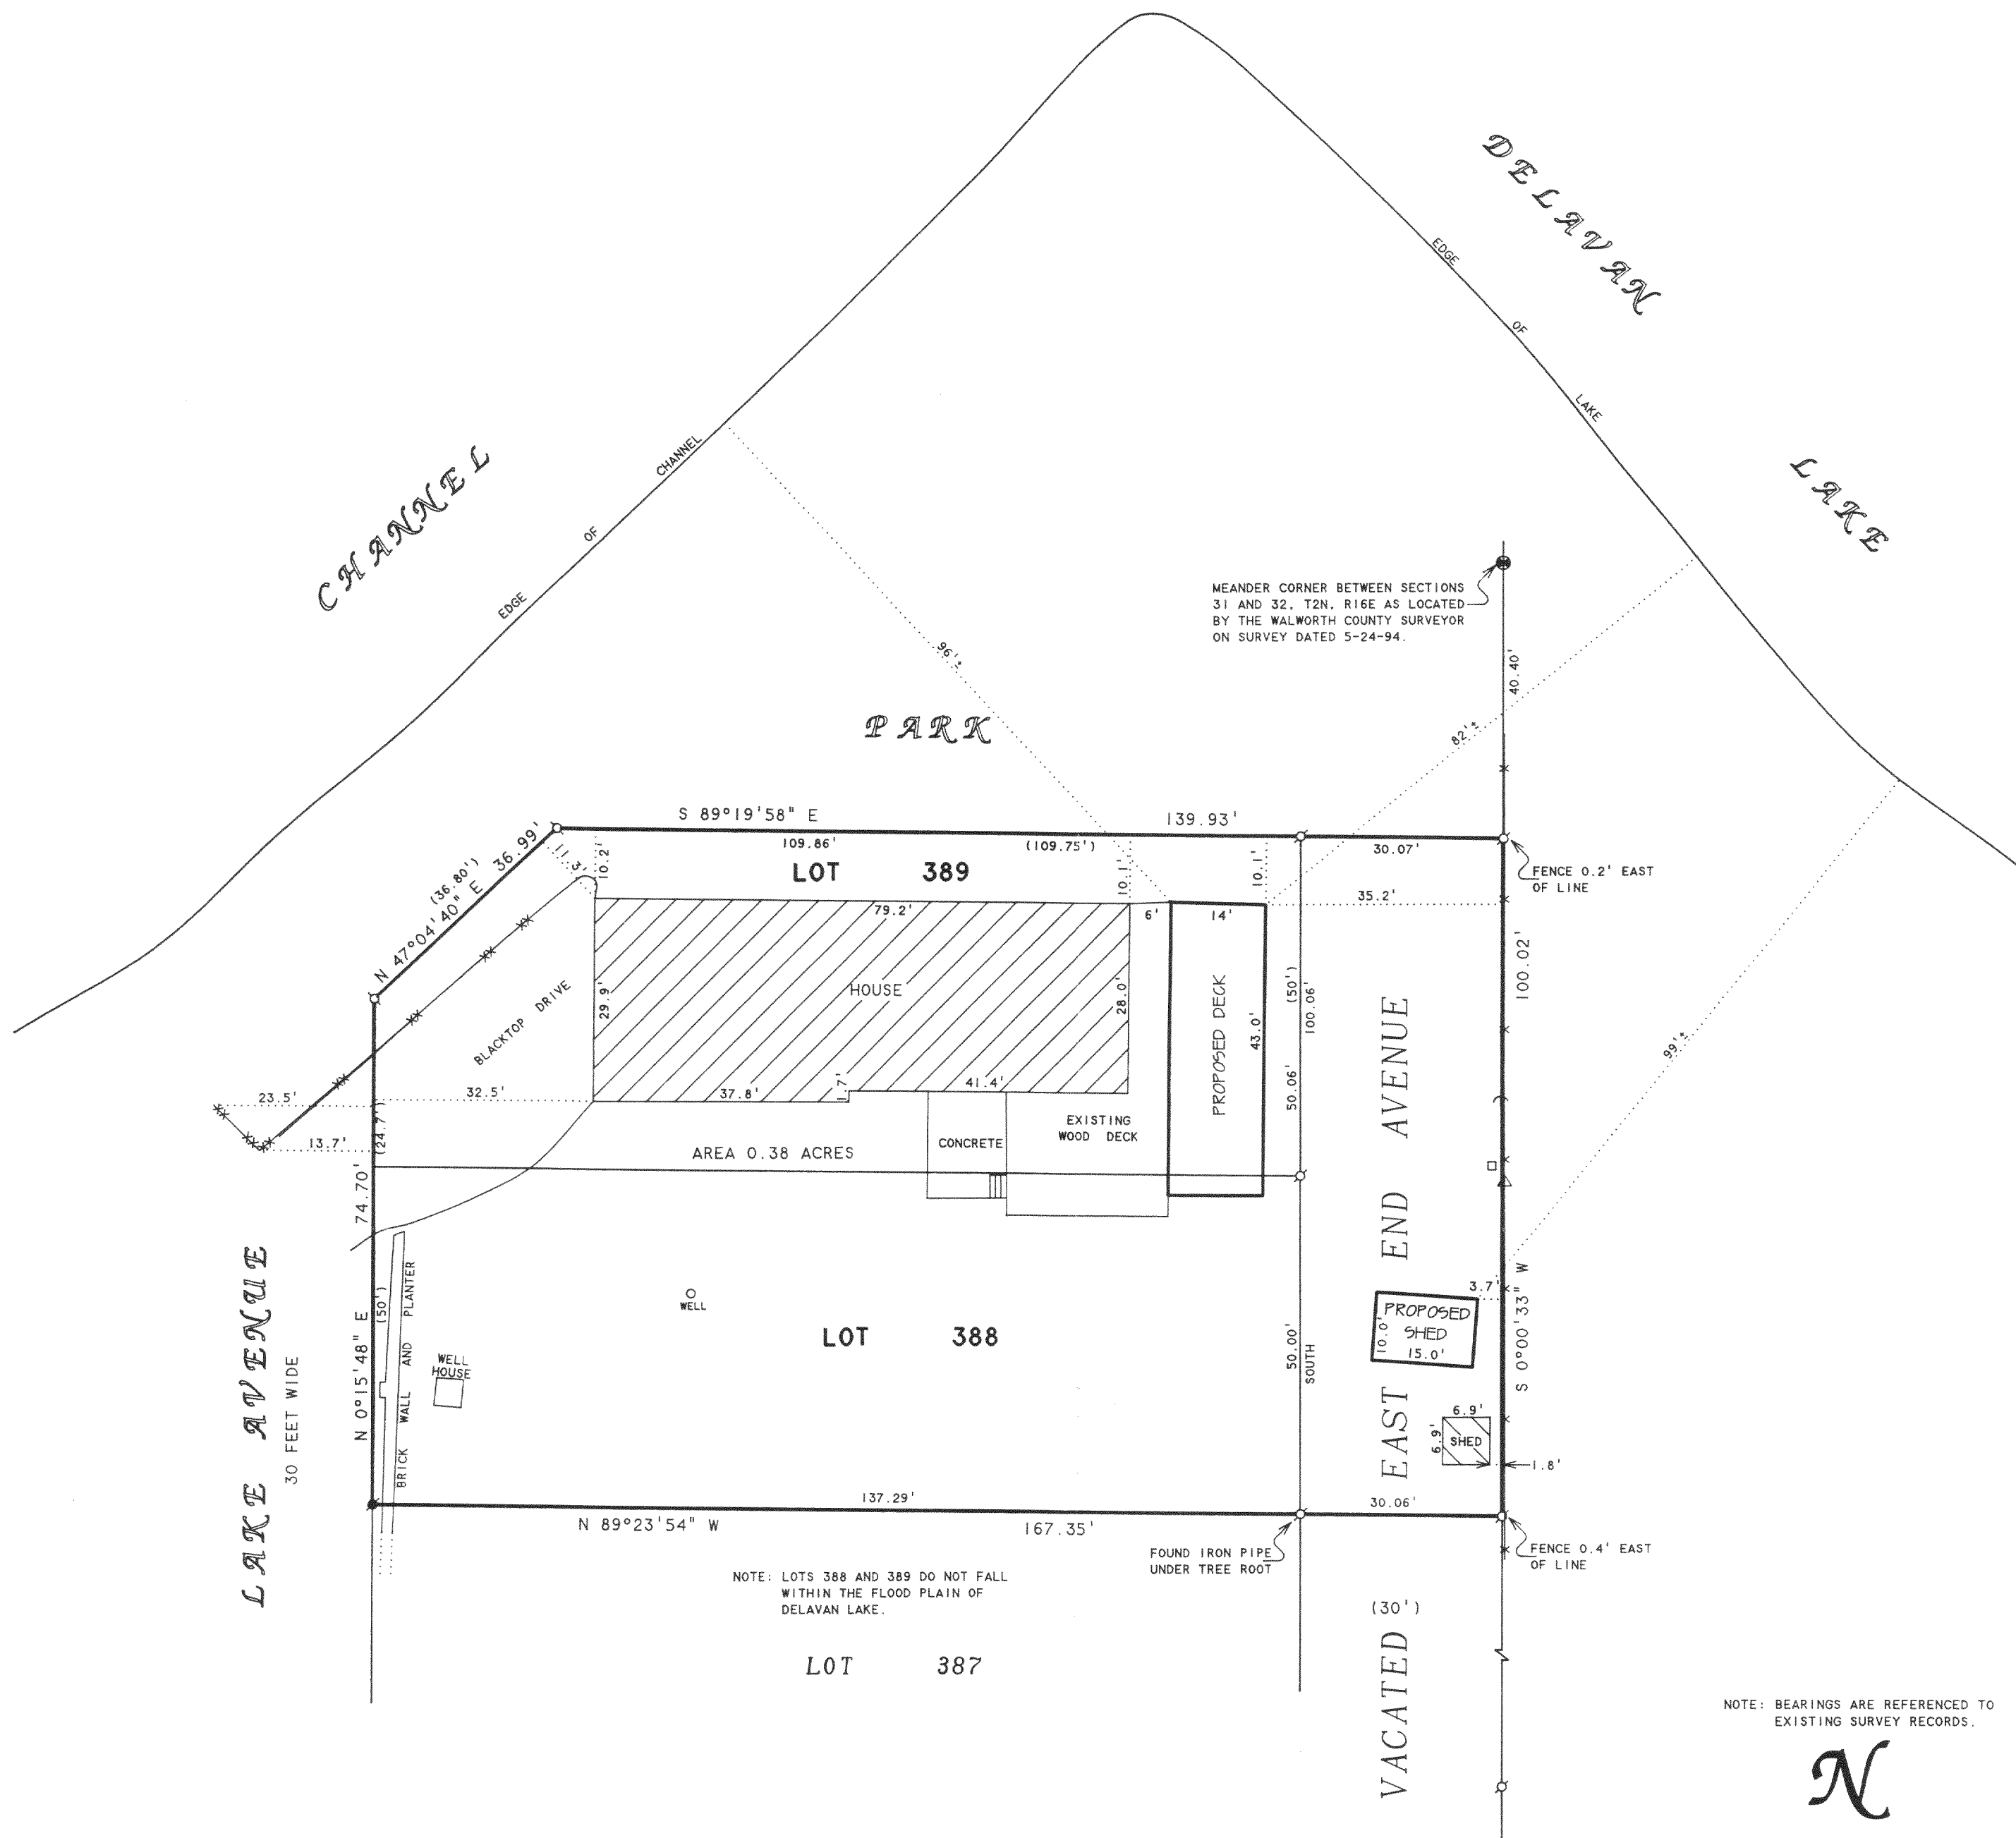 DELAVAN
LAKE
EDGE OF LAKE
CHANNEL
EDGE OF CHANNEL
96'±
MEANDER CORNER BETWEEN SECTIONS
31 AND 32, T2N, R16E AS LOCATED
BY THE WALWORTH COUNTY SURVEYOR
ON SURVEY DATED 5-24-94.
40.40'
82'±
PARK
S 89°19'58" E
139.93'
109.86'
(109.75')
30.07'
(36.80')
N 47°04'40" E 36.99'
11.3'
10.2'
LOT 389
10.1'
10.1'
FENCE 0.2' EAST
OF LINE
35.2'
79.2'
6'
14'
100.02'
BLACKTOP DRIVE
29.9'
HOUSE
28.0'
PROPOSED DECK
43.0'
(50')
100.06'
50.06'
99'±
23.5'
32.5'
37.8'
1.7'
41.4'
13.7'
(24.7')
EXISTING
WOOD DECK
CONCRETE
AREA 0.38 ACRES
74.70'
N 0°15'48" E
(50')
LAKE AVENUE
30 FEET WIDE
BRICK WALL AND PLANTER
WELL
WELL
HOUSE
LOT 388
50.00'
SOUTH
VACATED (30') EAST END AVENUE
3.7'
PROPOSED
SHED
10.0'
15.0'
S 0°00'33" W
6.9'
6.9'
SHED
1.8'
137.29'
30.06'
N 89°23'54" W
167.35'
FOUND IRON PIPE
UNDER TREE ROOT
FENCE 0.4' EAST
OF LINE
NOTE: LOTS 388 AND 389 DO NOT FALL
WITHIN THE FLOOD PLAIN OF
DELAVAN LAKE.
LOT 387
NOTE: BEARINGS ARE REFERENCED TO
EXISTING SURVEY RECORDS.
N